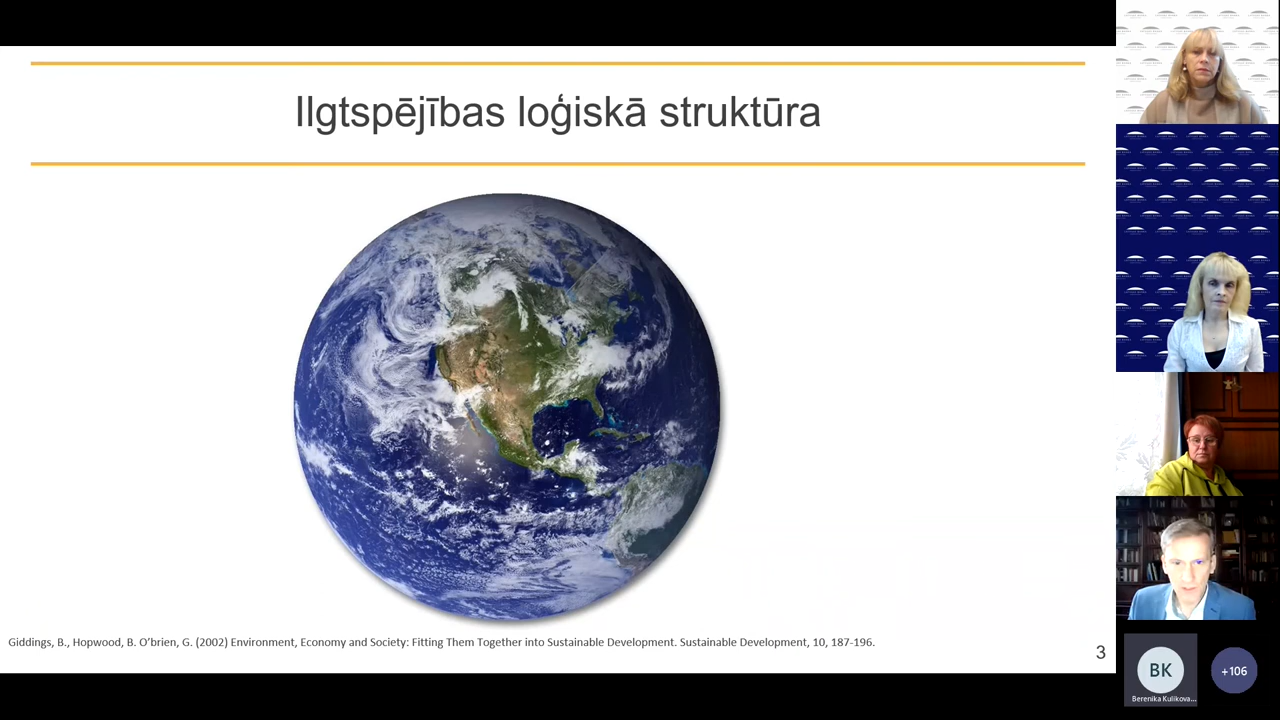 Ilgtspējības loģiskā struktūra
Giddings, B., Hopwood, B. O’brien, G. (2002) Environment, Economy and Society: Fitting Them Together into Sustainable Development. Sustainable Development, 10, 187-196.
3
BK
+106
Berenika Kulikova...